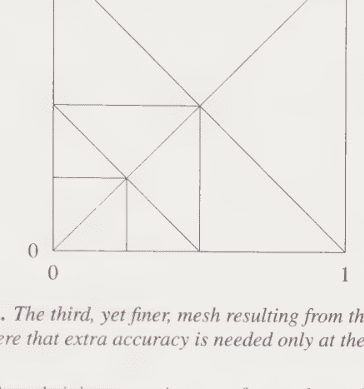 0
0 1
. The third, yet finer, mesh resulting from th
ere that extra accuracy is needed only at the